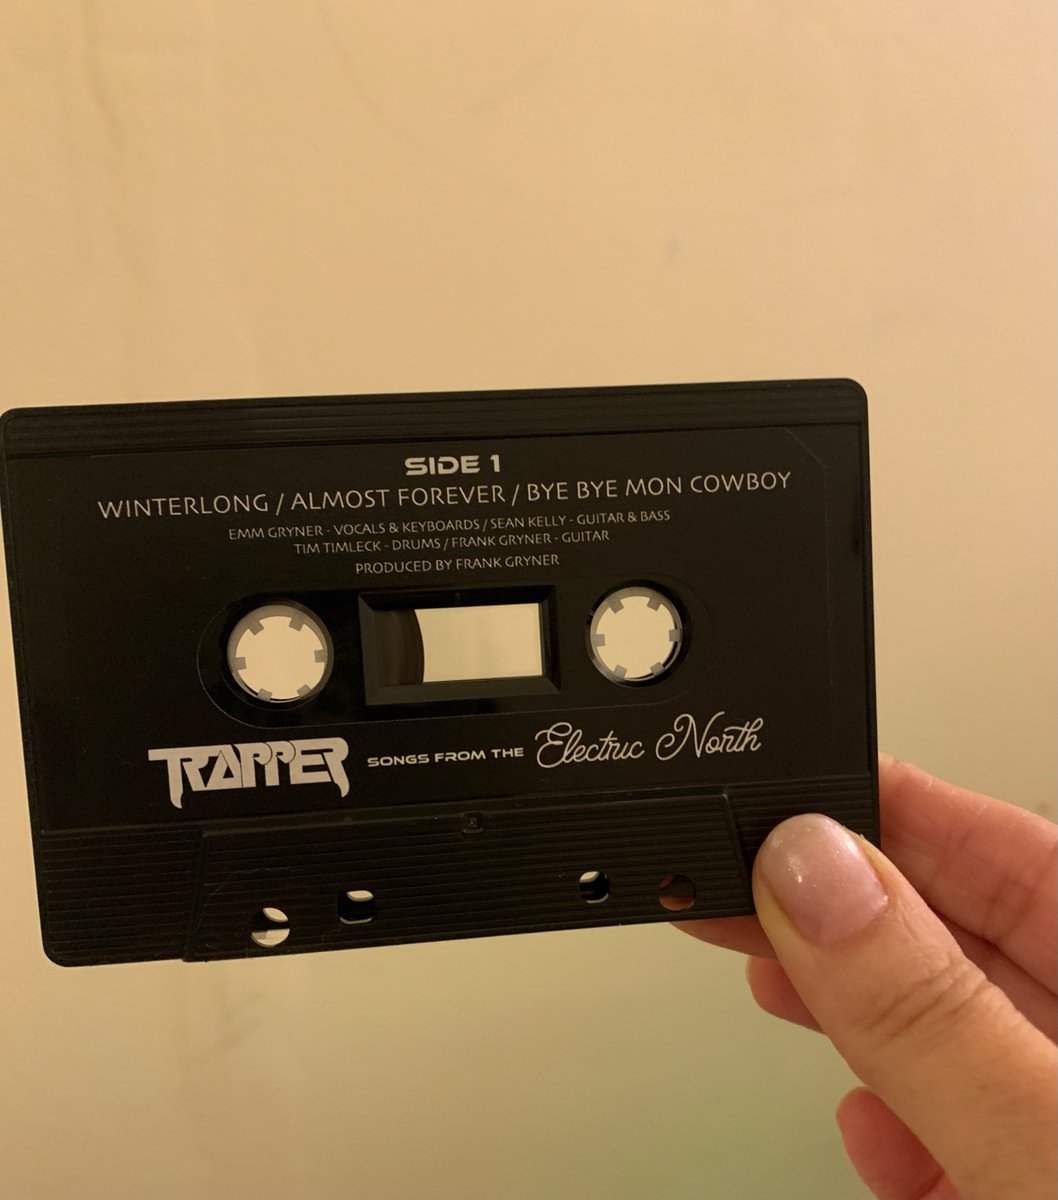 SIDE 1
WINTERLONG / ALMOST FOREVER / BYE BYE MON COWBOY
EMM GRYNER - VOCALS & KEYBOARDS / SEAN KELLY - GUITAR & BASS
TIM TIMLECK - DRUMS / FRANK GRYNER - GUITAR
PRODUCED BY FRANK GRYNER
TRAPPER SONGS FROM THE Electric North